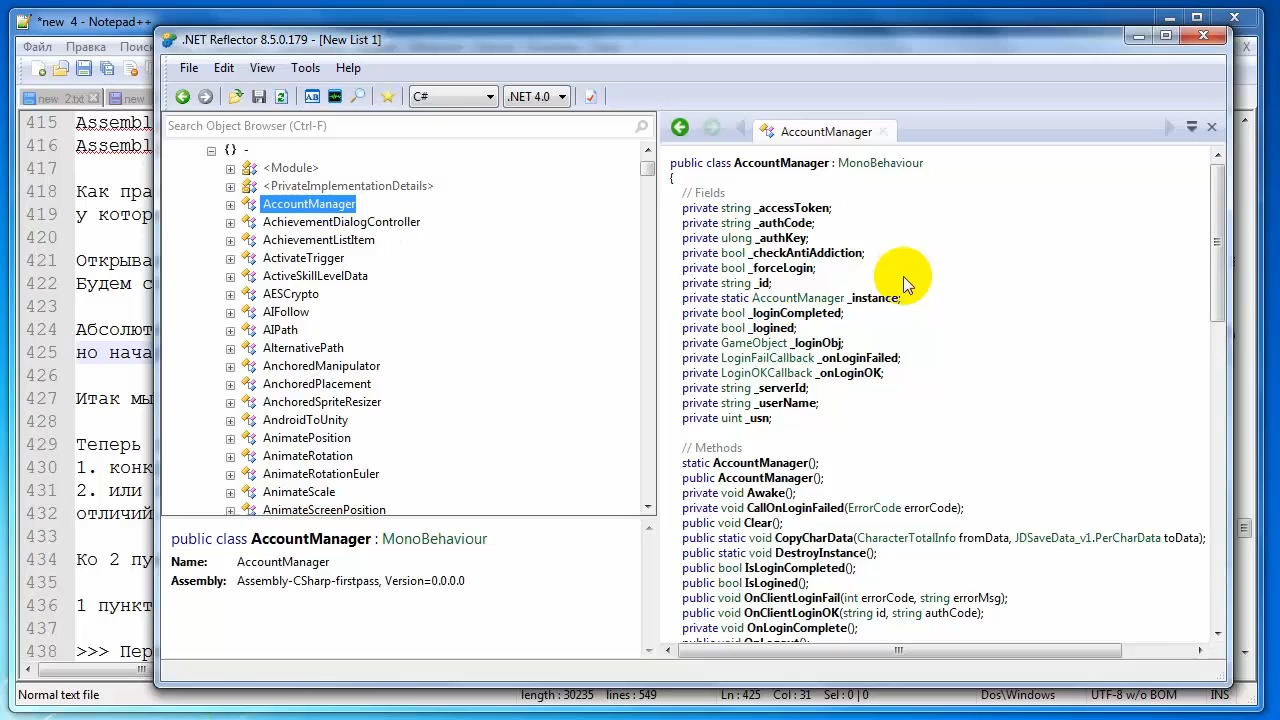 *new  4 - Notepad++
Файл Правка Поиск
.NET Reflector 8.5.0.179 - [New List 1]
File Edit View Tools Help
C# .NET 4.0
new  2.txt new
Search Object Browser (Ctrl-F)
{ } -
<Module>
<PrivateImplementationDetails>
AccountManager
AchievementDialogController
AchievementListItem
ActivateTrigger
ActiveSkillLevelData
AESCrypto
AIFollow
AIPath
AlternativePath
AnchoredManipulator
AnchoredPlacement
AnchoredSpriteResizer
AndroidToUnity
AnimatePosition
AnimateRotation
AnimateRotationEuler
AnimateScale
AnimateScreenPosition
public class AccountManager : MonoBehaviour
Name: AccountManager
Assembly: Assembly-CSharp-firstpass, Version=0.0.0.0
AccountManager
public class AccountManager : MonoBehaviour
{
// Fields
private string _accessToken;
private string _authCode;
private ulong _authKey;
private bool _checkAntiAddiction;
private bool _forceLogin;
private string _id;
private static AccountManager _instance;
private bool _loginCompleted;
private bool _logined;
private GameObject _loginObj;
private LoginFailCallback _onLoginFailed;
private LoginOKCallback _onLoginOK;
private string _serverId;
private string _userName;
private uint _usn;
// Methods
static AccountManager();
public AccountManager();
private void Awake();
private void CallOnLoginFailed(ErrorCode errorCode);
public void Clear();
public static void CopyCharData(CharacterTotalInfo fromData, JDSaveData_v1.PerCharData toData);
public static void DestroyInstance();
public bool IsLoginCompleted();
public bool IsLogined();
public void OnClientLoginFail(int errorCode, string errorMsg);
public void OnClientLoginOK(string id, string authCode);
private void OnLoginComplete();
public void OnLogout();
415 Assembl
416 Assembl
417
418 Как пра
419 у котор
420
421 Открыва
422 Будем с
423
424 Абсолют
425 но нача
426
427 Итак мы
428
429 Теперь
430 1. конк
431 2. или
432 отличий
433
434 Ко 2 пу
435
436 1 пункт
437
438 >>> Пер
Normal text file length : 30235 lines : 549 Ln : 425 Col : 31 Sel : 0 | 0 Dos\Windows UTF-8 w/o BOM INS